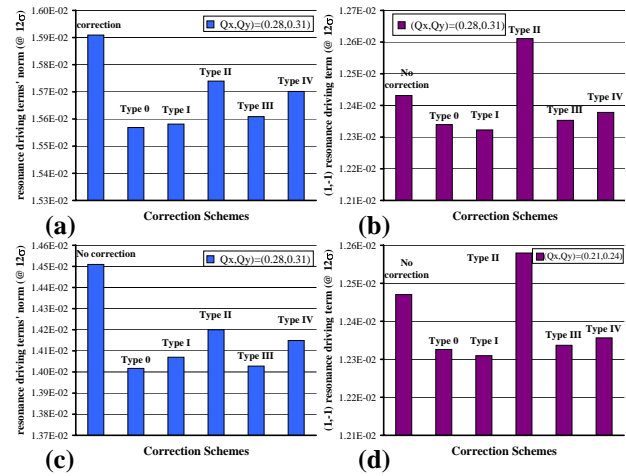 resonance driving terms' norm (@ 12σ)
1.60E-02
1.59E-02
1.58E-02
1.57E-02
1.56E-02
1.55E-02
1.54E-02
1.53E-02
correction
Type 0
Type I
Type II
Type III
Type IV
Qx,Qy)=(0.28,0.31)
Correction Schemes
(a)
(1,-1) resonance driving term (@ 12σ)
1.27E-02
1.26E-02
1.25E-02
1.24E-02
1.23E-02
1.22E-02
1.21E-02
No
correction
Type 0
Type I
Type II
Type III
Type IV
(Qx,Qy)=(0.28,0.31)
Correction Schemes
(b)
resonance driving terms' norm (@ 12σ)
1.46E-02
1.45E-02
1.44E-02
1.43E-02
1.42E-02
1.41E-02
1.40E-02
1.39E-02
1.38E-02
1.37E-02
No correction
Type 0
Type I
Type II
Type III
Type IV
Qx,Qy)=(0.28,0.31)
Correction Schemes
(c)
(1,-1) resonance driving term (@ 12σ)
1.26E-02
1.25E-02
1.24E-02
1.23E-02
1.22E-02
1.21E-02
No
correction
Type 0
Type I
Type II
Type III
Type IV
(Qx,Qy)=(0.21,0.24)
Correction Schemes
(d)